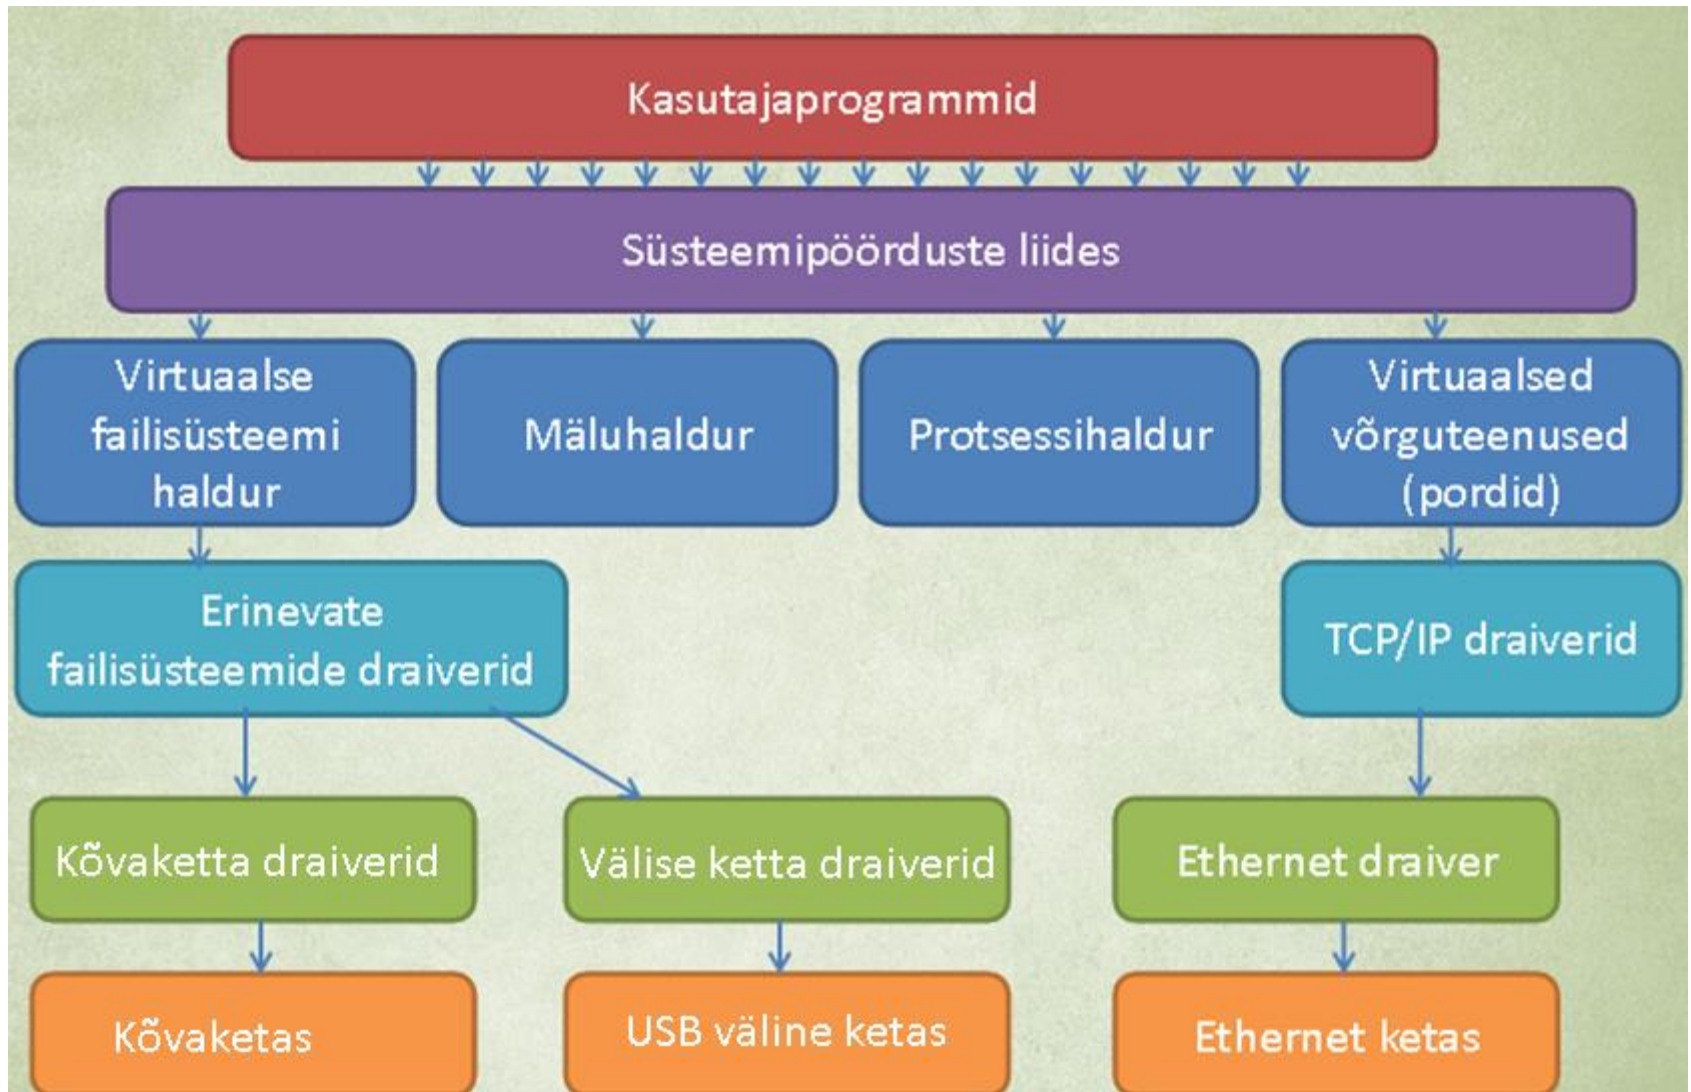 Kasutajaprogrammid
Süsteemipöörduste liides
Virtuaalse
failisüsteemi
haldur
Mäluhaldur
Protsessihaldur
Virtuaalsed
võrguteenused
(pordid)
Erinevate
failisüsteemide draiverid
TCP/IP draiverid
Kõvaketta draiverid
Välise ketta draiverid
Ethernet draiver
Kõvaketas
USB väline ketas
Ethernet ketas